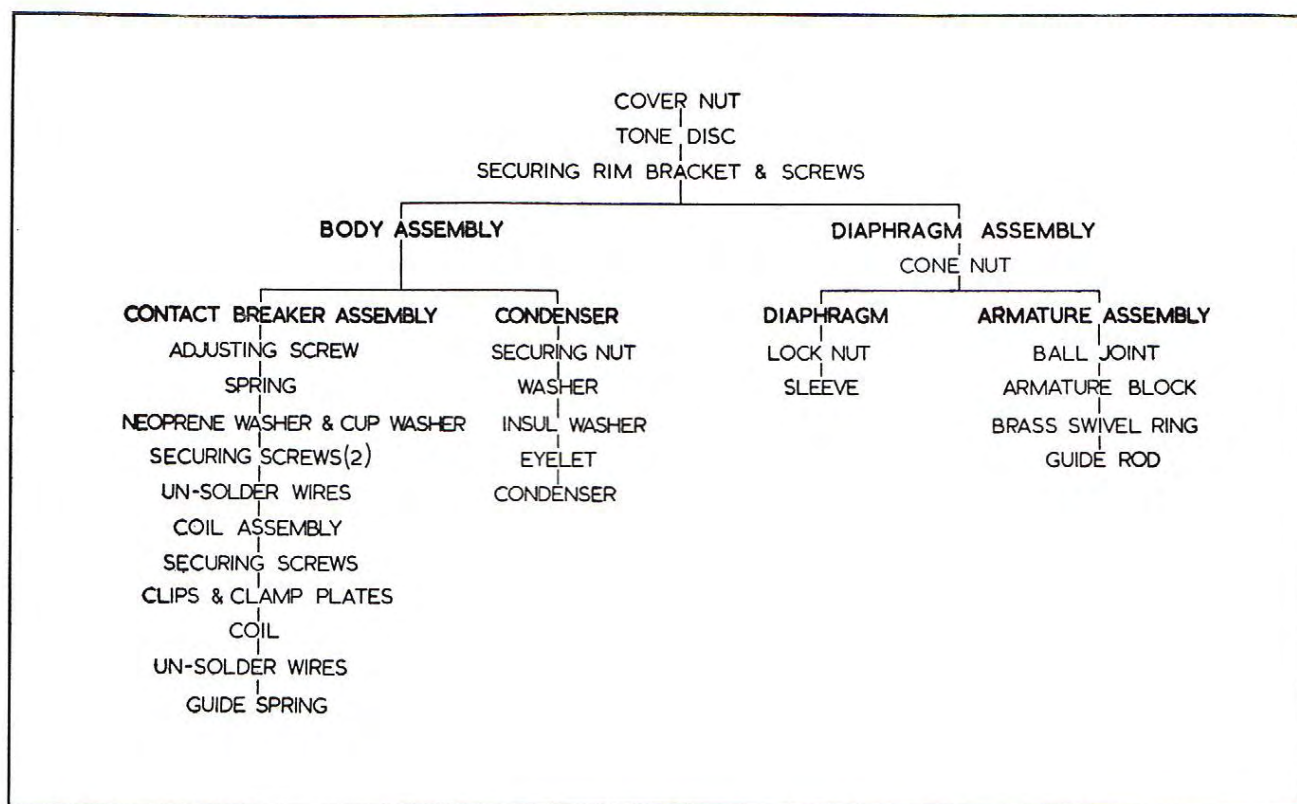 COVER NUT
TONE DISC
SECURING RIM BRACKET & SCREWS
BODY ASSEMBLY
DIAPHRAGM ASSEMBLY
CONE NUT
CONTACT BREAKER ASSEMBLY
ADJUSTING SCREW
SPRING
NEOPRENE WASHER & CUP WASHER
SECURING SCREWS(2)
UN-SOLDER WIRES
COIL ASSEMBLY
SECURING SCREWS
CLIPS & CLAMP PLATES
COIL
UN-SOLDER WIRES
GUIDE SPRING
CONDENSER
SECURING NUT
WASHER
INSUL WASHER
EYELET
CONDENSER
DIAPHRAGM
LOCK NUT
SLEEVE
ARMATURE ASSEMBLY
BALL JOINT
ARMATURE BLOCK
BRASS SWIVEL RING
GUIDE ROD